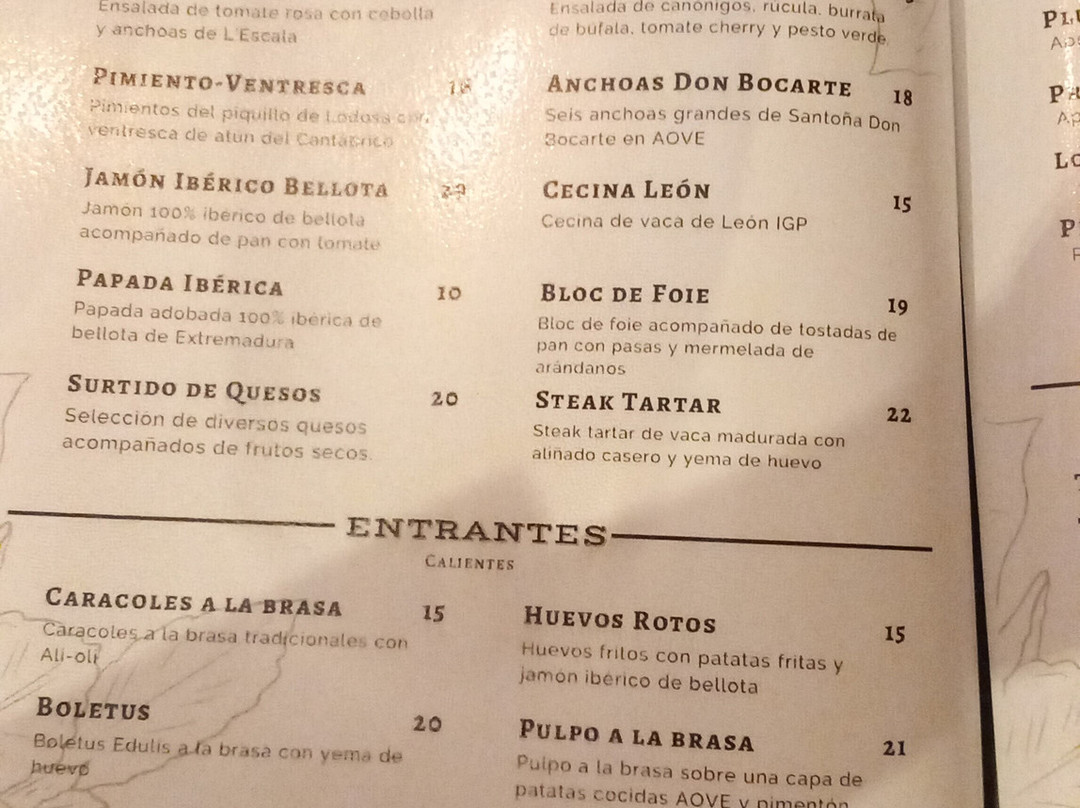 Ensalada de tomate rosa con cebolla
y anchoas de L'Escala
PIMIENTO-VENTRESCA
Pimientos del piquillo de Lodosa con
ventresca de atun del Cantábrico
JAMÓN IBÉRICO BELLOTA
Jamón 100% ibérico de bellota
acompañado de pan con tomate
PAPADA IBÉRICA 10
Papada adobada 100% ibérica de
bellota de Extremadura
SURTIDO DE QUESOS 20
Selección de diversos quesos
acompañados de frutos secos.
Ensalada de canónigos, rúcula, burrata
de búfala, tomate cherry y pesto verde
ANCHOAS DON BOCARTE 18
Seis anchoas grandes de Santoña Don
Bocarte en AOVE
CECINA LEÓN 15
Cecina de vaca de León IGP
BLOC DE FOIE 19
Bloc de foie acompañado de tostadas de
pan con pasas y mermelada de
arándanos
STEAK TARTAR 22
Steak tartar de vaca madurada con
aliñado casero y yema de huevo
ENTRANTES
CALIENTES
CARACOLES A LA BRASA 15
Caracoles a la brasa tradicionales con
Ali-oli
BOLETUS 20
Boletus Edulis a la brasa con yema de
huevo
HUEVOS ROTOS 15
Huevos fritos con patatas fritas y
jamón ibérico de bellota
PULPO A LA BRASA 21
Pulpo a la brasa sobre una capa de
patatas cocidas AOVE y pimentón